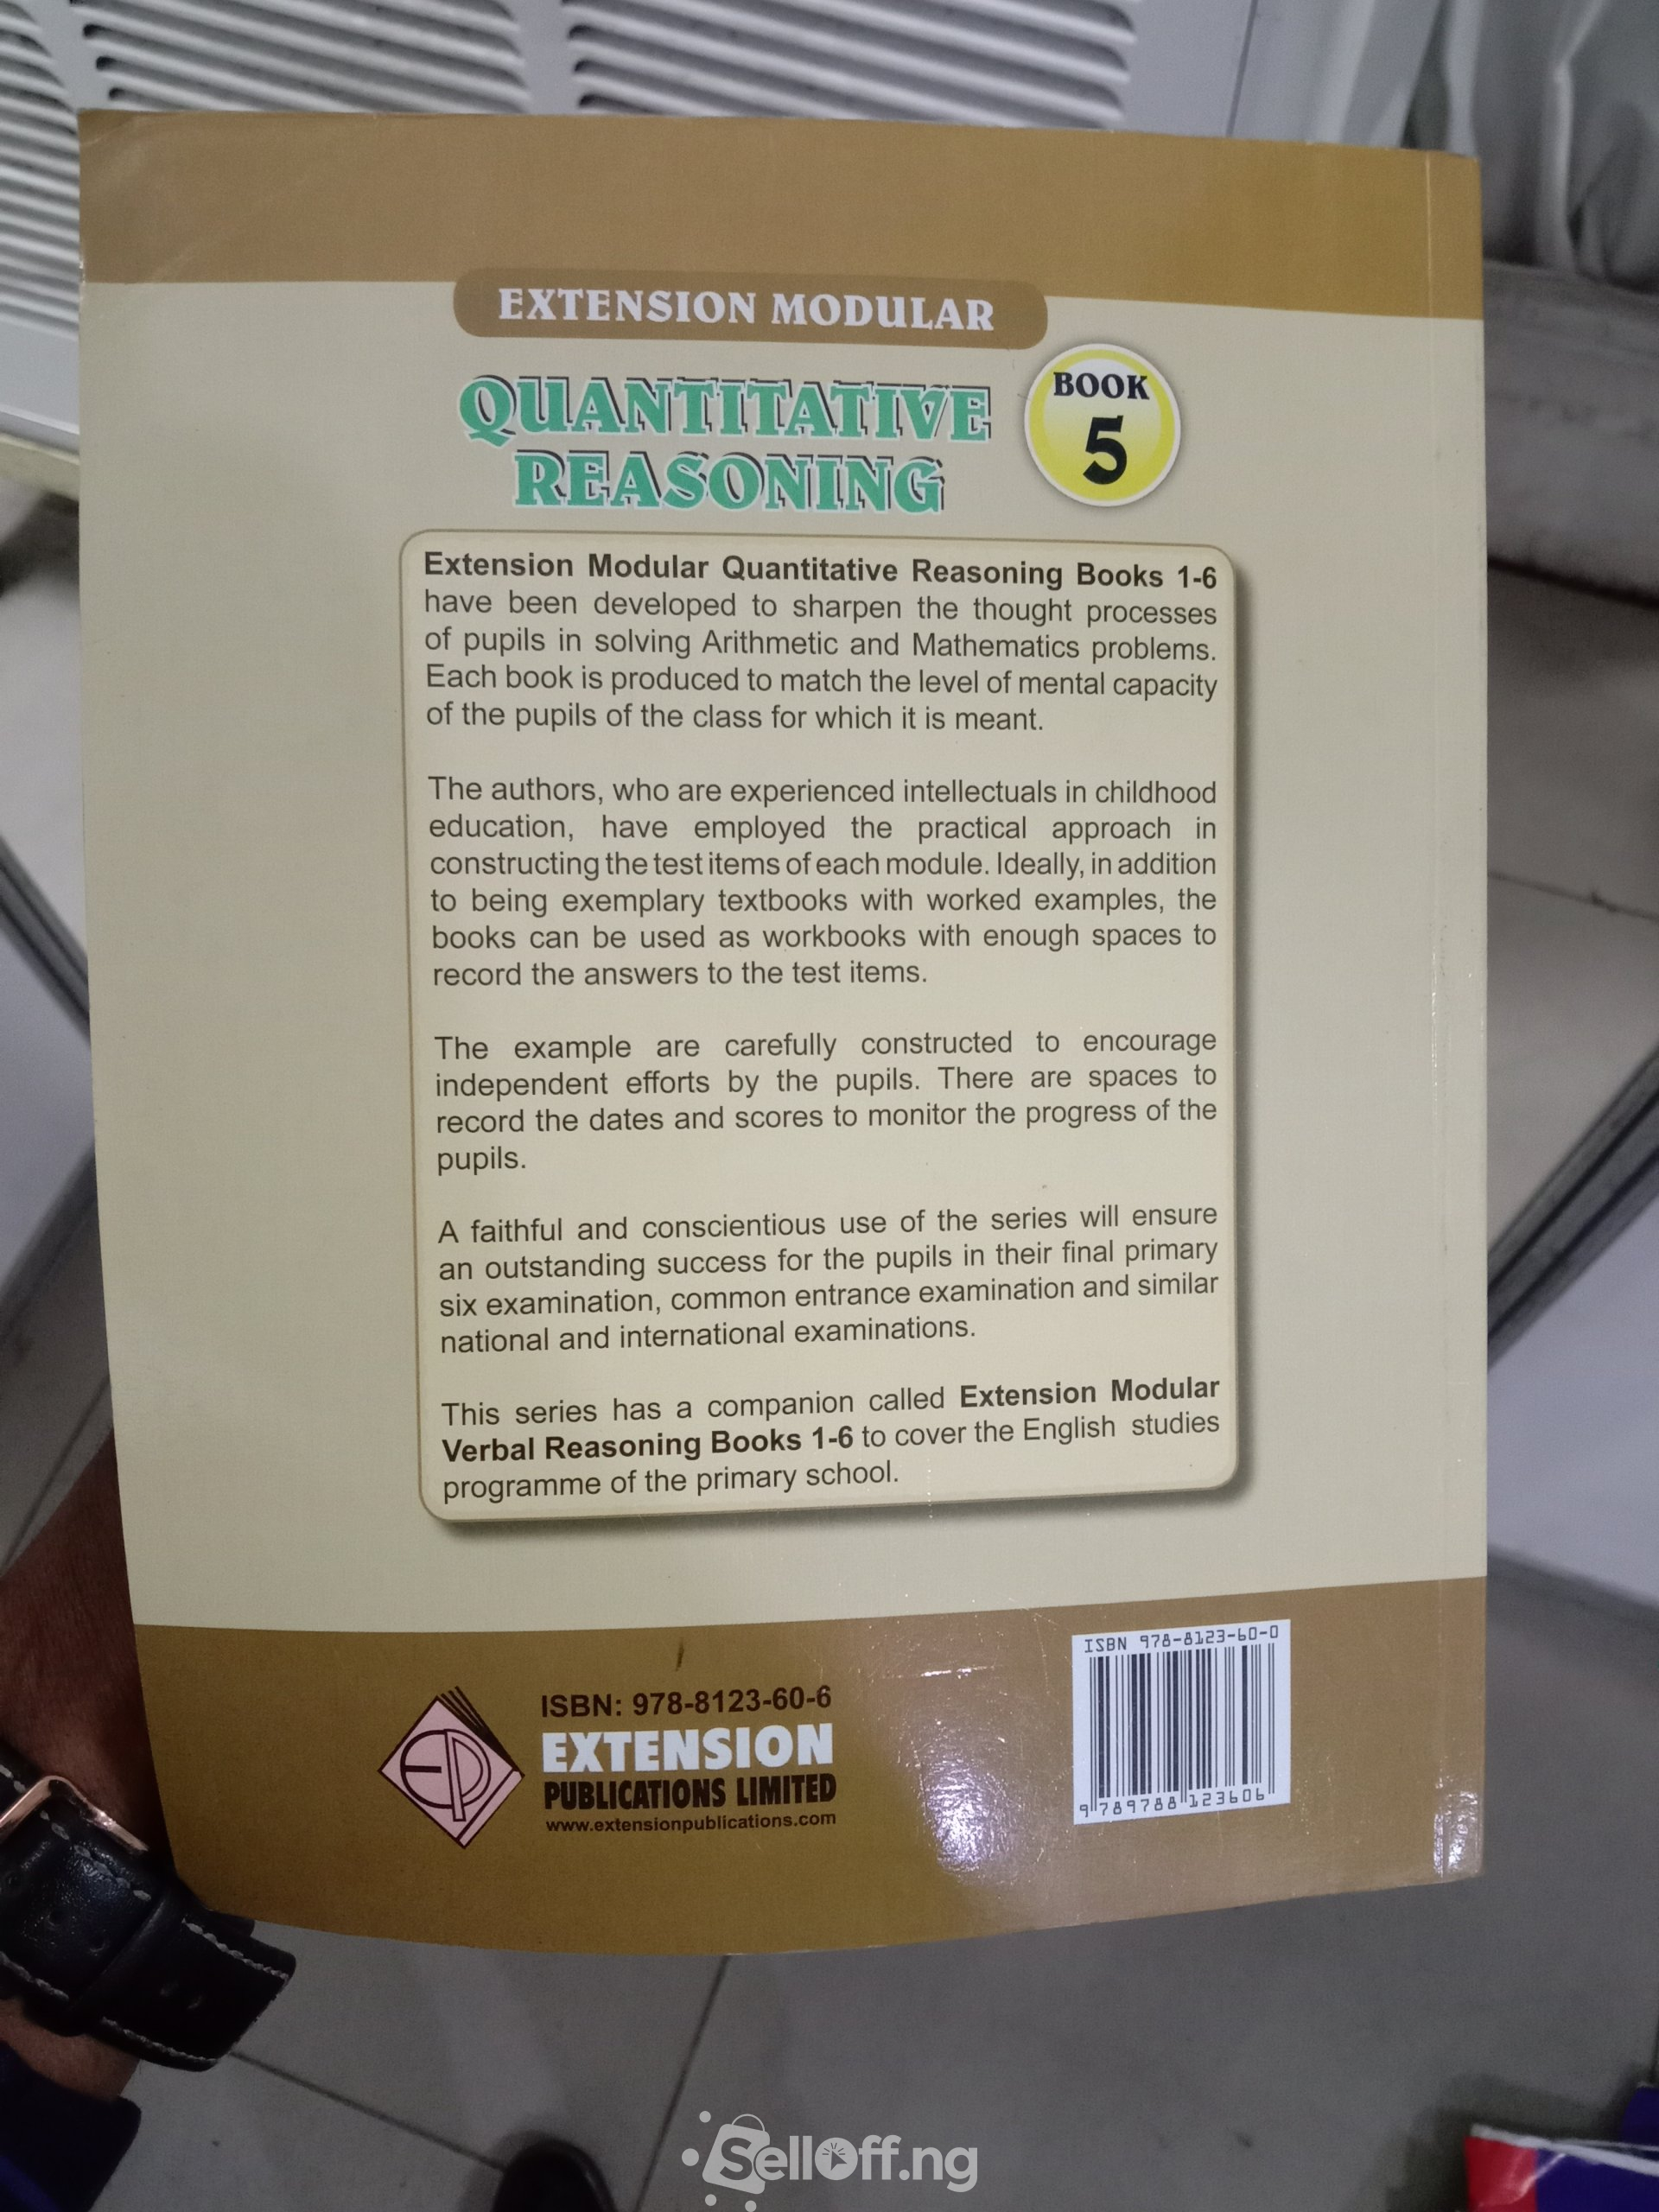 EXTENSION MODULAR
QUANTITATIVE
REASONING
BOOK
5
Extension Modular Quantitative Reasoning Books 1-6
have been developed to sharpen the thought processes
of pupils in solving Arithmetic and Mathematics problems.
Each book is produced to match the level of mental capacity
of the pupils of the class for which it is meant.
The authors, who are experienced intellectuals in childhood
education, have employed the practical approach in
constructing the test items of each module. Ideally, in addition
to being exemplary textbooks with worked examples, the
books can be used as workbooks with enough spaces to
record the answers to the test items.
The example are carefully constructed to encourage
independent efforts by the pupils. There are spaces to
record the dates and scores to monitor the progress of the
pupils.
A faithful and conscientious use of the series will ensure
an outstanding success for the pupils in their final primary
six examination, common entrance examination and similar
national and international examinations.
This series has a companion called Extension Modular
Verbal Reasoning Books 1-6 to cover the English studies
programme of the primary school.
ISBN: 978-8123-60-6
EXTENSION
PUBLICATIONS LIMITED
www.extensionpublications.com
EP
ISBN 978-8123-60-0
9 789788 123606
SellOff.ng